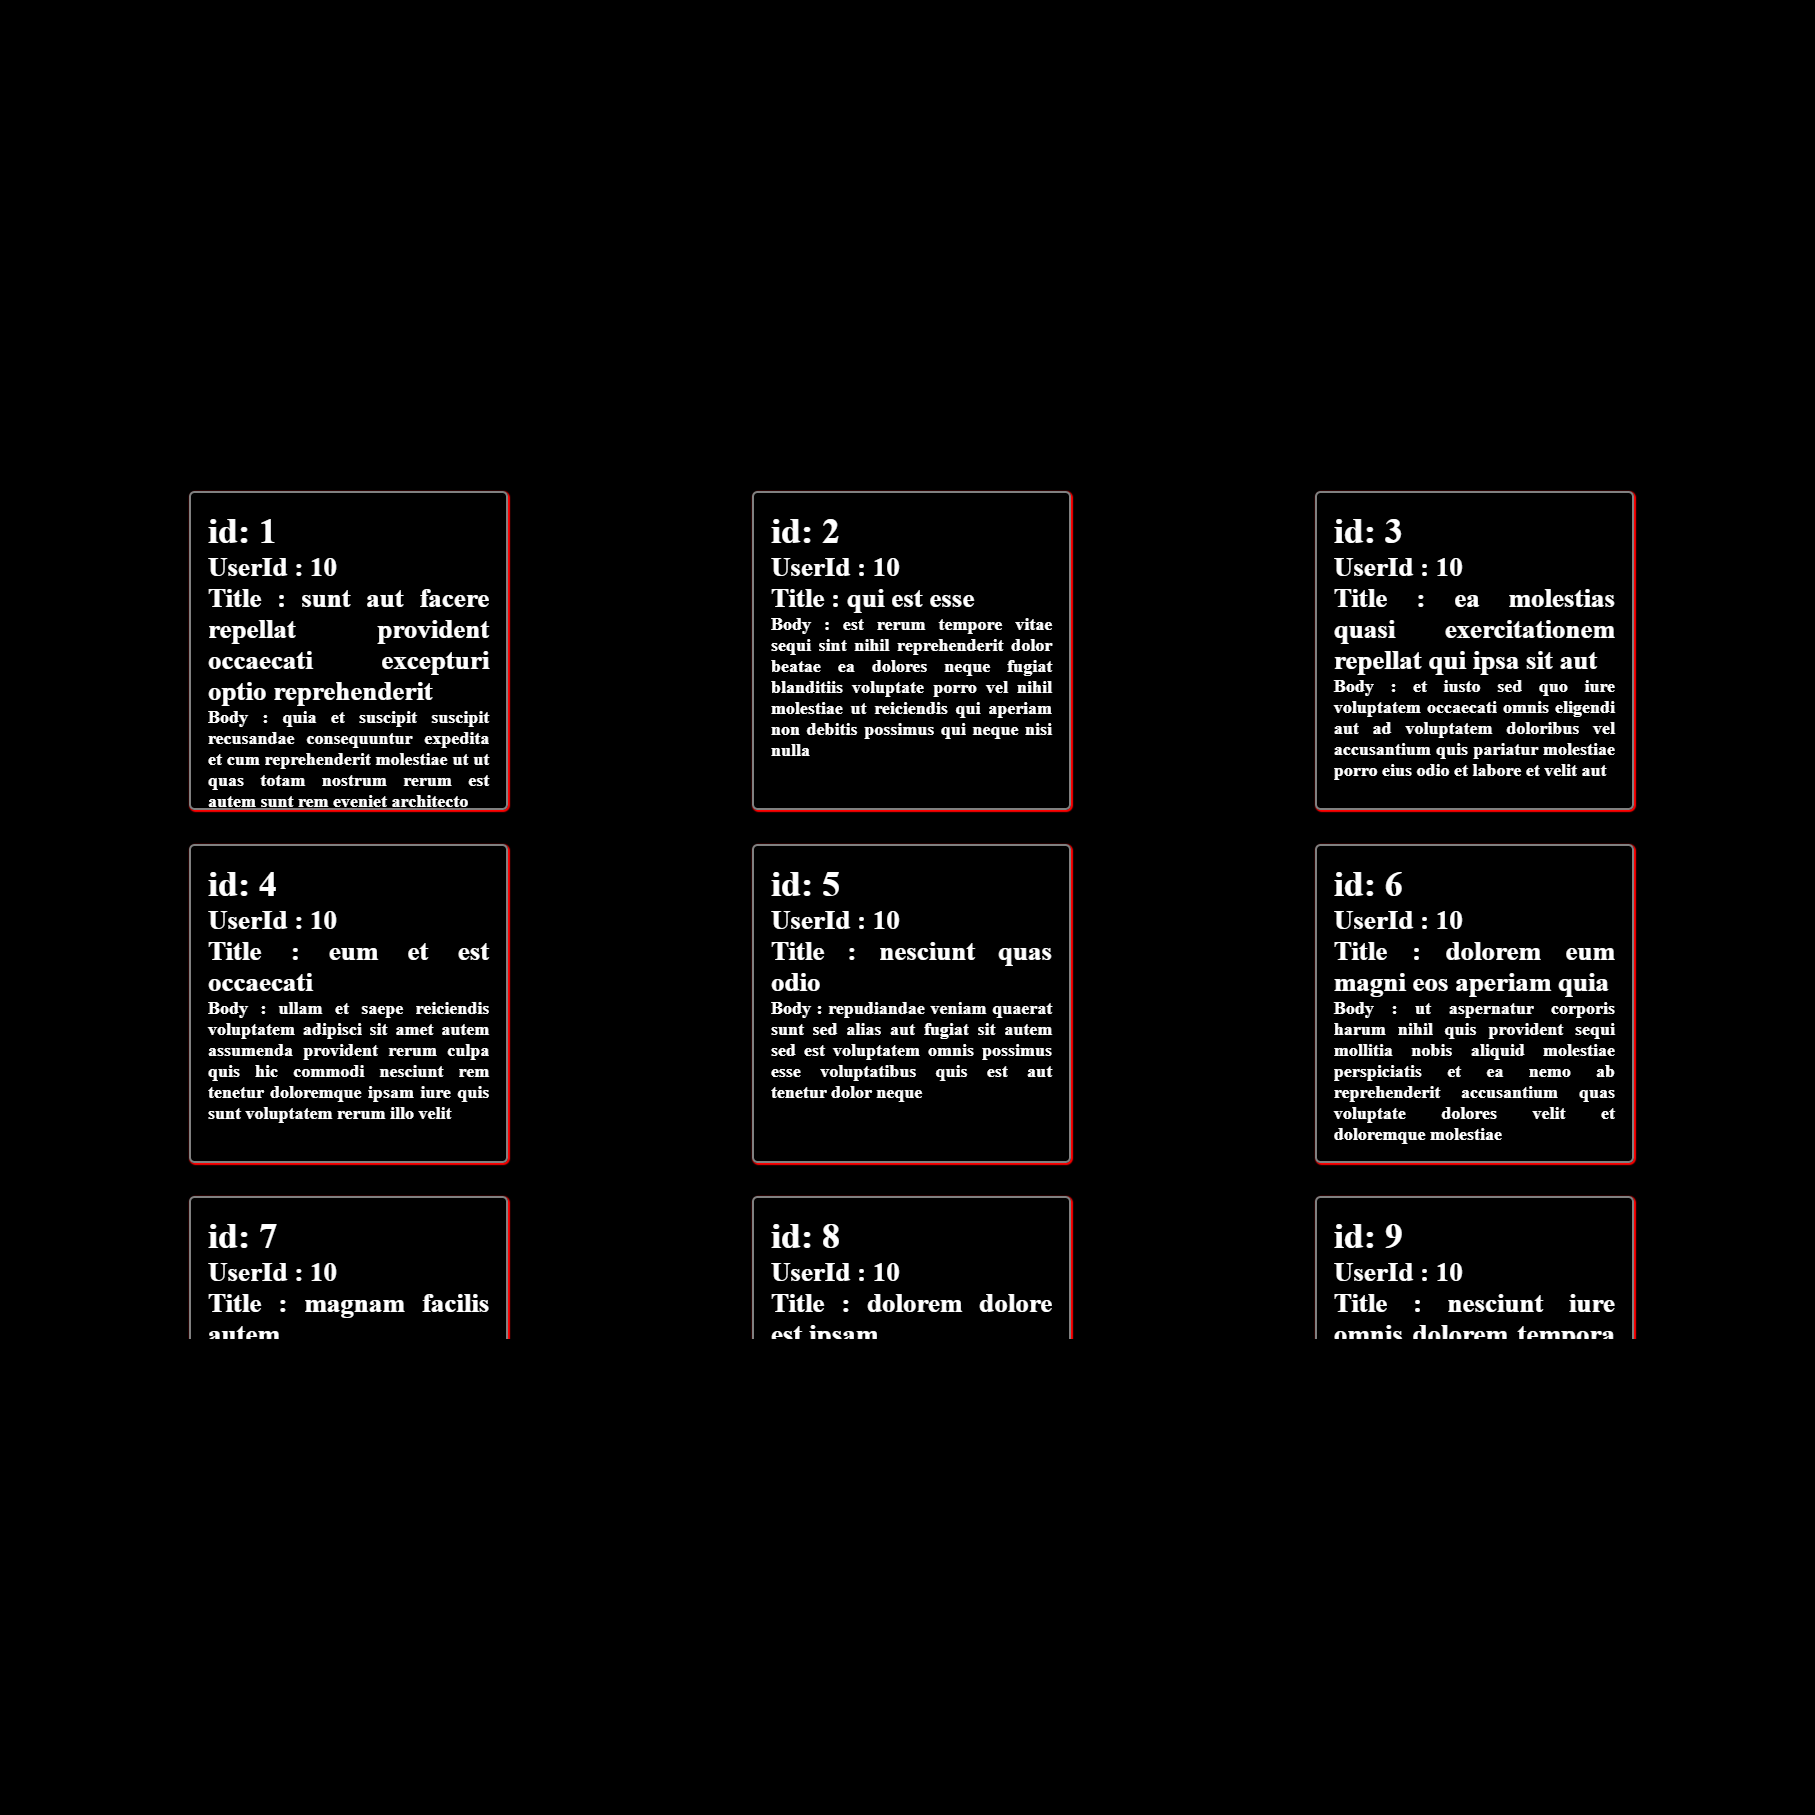 id: 1
UserId : 10
Title : sunt aut facere
repellat provident
occaecati excepturi
optio reprehenderit
Body : quia et suscipit suscipit
recusandae consequuntur expedita
et cum reprehenderit molestiae ut ut
quas totam nostrum rerum est
autem sunt rem eveniet architecto
id: 2
UserId : 10
Title : qui est esse
Body : est rerum tempore vitae
sequi sint nihil reprehenderit dolor
beatae ea dolores neque fugiat
blanditiis voluptate porro vel nihil
molestiae ut reiciendis qui aperiam
non debitis possimus qui neque nisi
nulla
id: 3
UserId : 10
Title : ea molestias
quasi exercitationem
repellat qui ipsa sit aut
Body : et iusto sed quo iure
voluptatem occaecati omnis eligendi
aut ad voluptatem doloribus vel
accusantium quis pariatur molestiae
porro eius odio et labore et velit aut
id: 4
UserId : 10
Title : eum et est
occaecati
Body : ullam et saepe reiciendis
voluptatem adipisci sit amet autem
assumenda provident rerum culpa
quis hic commodi nesciunt rem
tenetur doloremque ipsam iure quis
sunt voluptatem rerum illo velit
id: 5
UserId : 10
Title : nesciunt quas
odio
Body : repudiandae veniam quaerat
sunt sed alias aut fugiat sit autem
sed est voluptatem omnis possimus
esse voluptatibus quis est aut
tenetur dolor neque
id: 6
UserId : 10
Title : dolorem eum
magni eos aperiam quia
Body : ut aspernatur corporis
harum nihil quis provident sequi
mollitia nobis aliquid molestiae
perspiciatis et ea nemo ab
reprehenderit accusantium quas
voluptate dolores velit et
doloremque molestiae
id: 7
UserId : 10
Title : magnam facilis
autem
id: 8
UserId : 10
Title : dolorem dolore
est ipsam
id: 9
UserId : 10
Title : nesciunt iure
omnis dolorem tempora